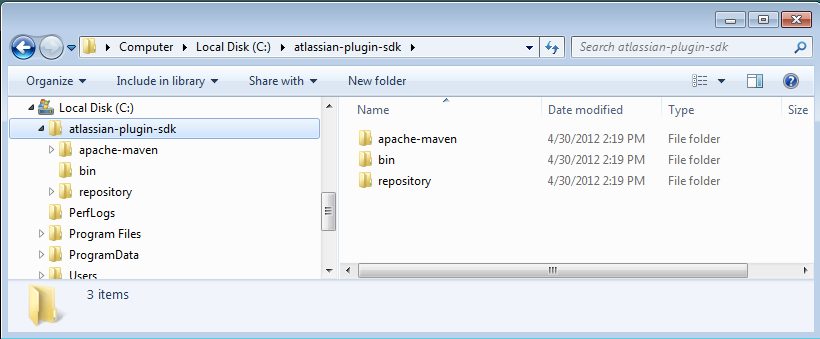 Computer Local Disk (C:) atlassian-plugin-sdk Search atlassian-plugin-sdk
Organize Include in library Share with New folder
Local Disk (C:)
atlassian-plugin-sdk
apache-maven
bin
repository
PerfLogs
Program Files
ProgramData
Users
Name Date modified Type Size
apache-maven 4/30/2012 2:19 PM File folder
bin 4/30/2012 2:19 PM File folder
repository 4/30/2012 2:19 PM File folder
3 items